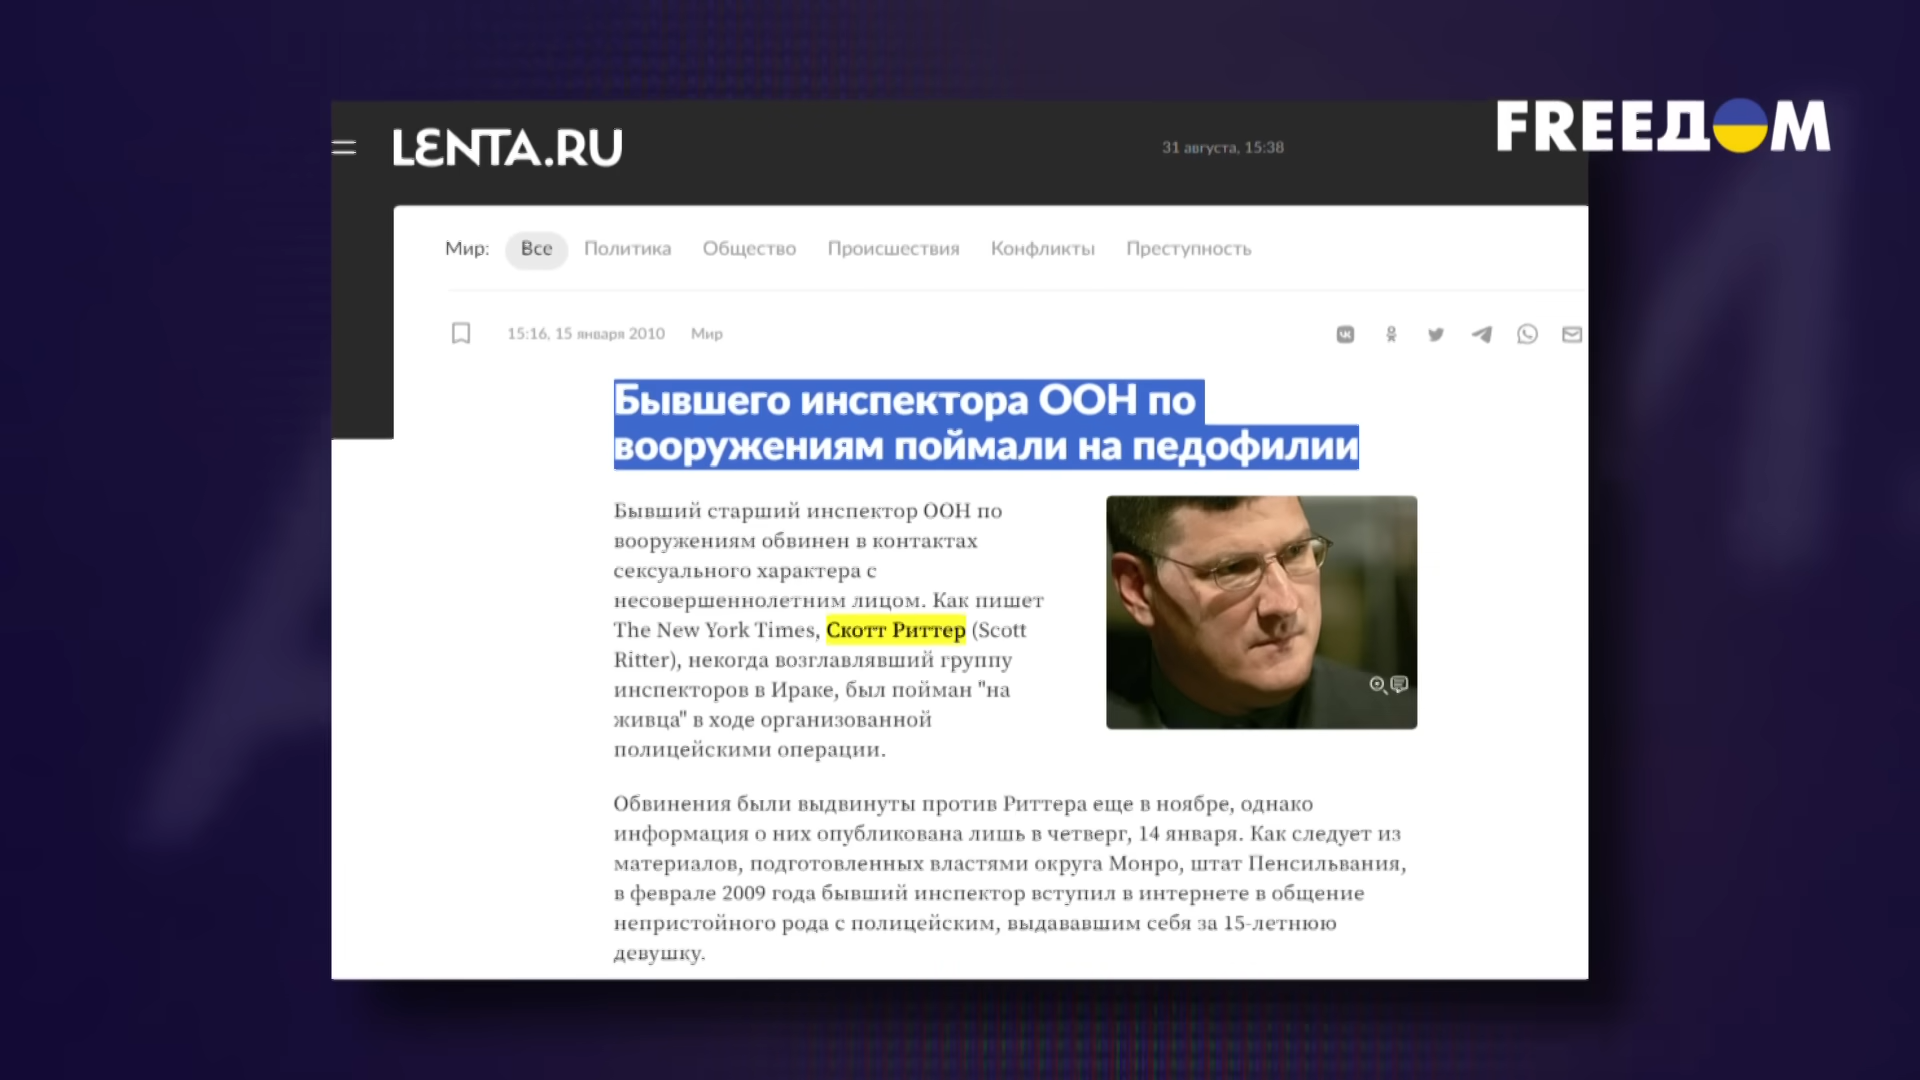 FREEДOM
LENTA.RU
31 августа, 15:38
Мир: Все Политика Общество Происшествия Конфликты Преступность
15:16, 15 января 2010 Мир
Бывшего инспектора ООН по
вооружениям поймали на педофилии
Бывший старший инспектор ООН по
вооружениям обвинен в контактах
сексуального характера с
несовершеннолетним лицом. Как пишет
The New York Times, Скотт Риттер (Scott
Ritter), некогда возглавлявший группу
инспекторов в Ираке, был пойман "на
живца" в ходе организованной
полицейскими операции.
Обвинения были выдвинуты против Риттера еще в ноябре, однако
информация о них опубликована лишь в четверг, 14 января. Как следует из
материалов, подготовленных властями округа Монро, штат Пенсильвания,
в феврале 2009 года бывший инспектор вступил в интернете в общение
непристойного рода с полицейским, выдававшим себя за 15-летнюю
девушку.